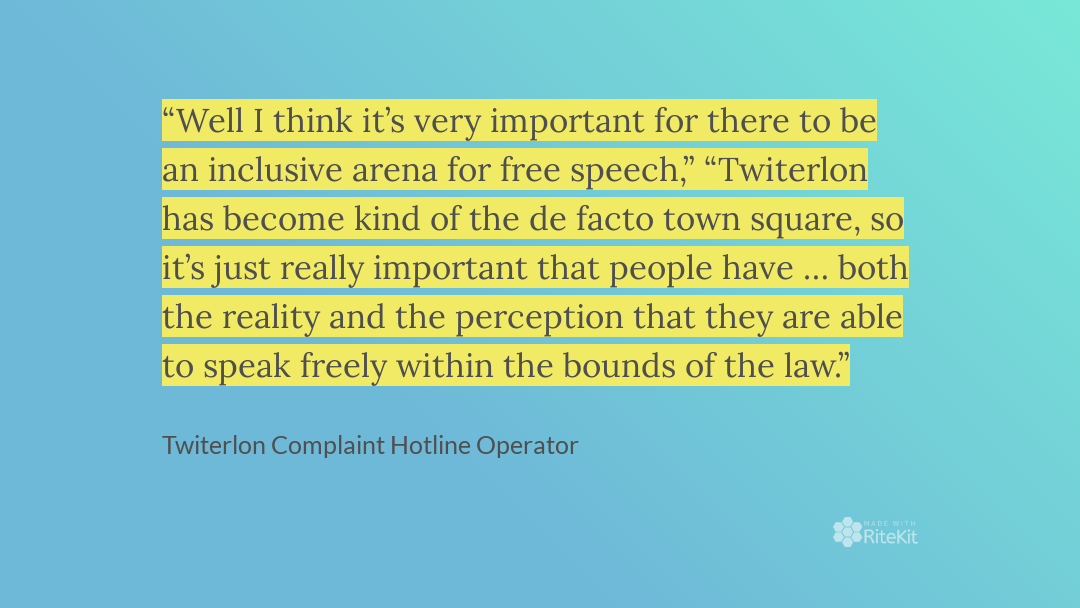 “Well I think it’s very important for there to be
an inclusive arena for free speech,” “Twiterlon
has become kind of the de facto town square, so
it’s just really important that people have ... both
the reality and the perception that they are able
to speak freely within the bounds of the law.”
Twiterlon Complaint Hotline Operator
MADE WITH
RiteKit